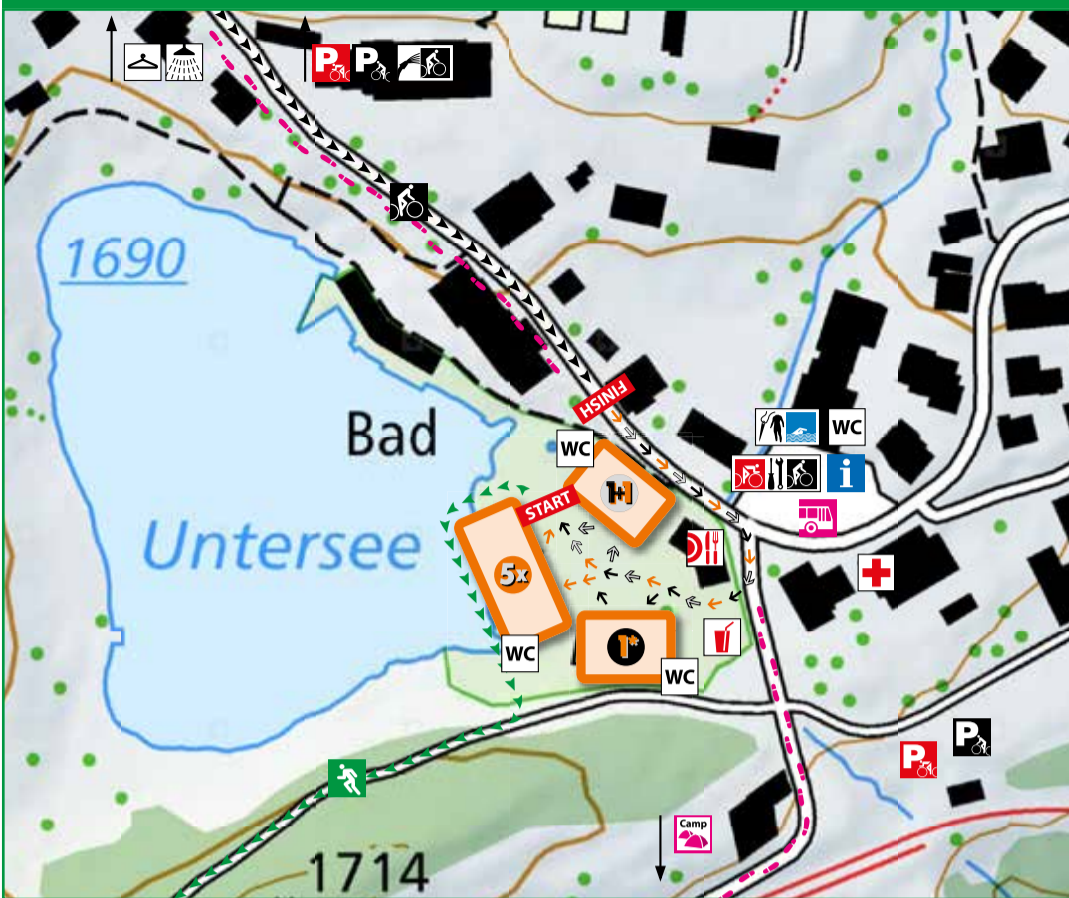 P P
1690
Bad
FINISH
WC
WC
i
1+1
START
Untersee
5x
1*
WC
WC
P P
Camp
1714